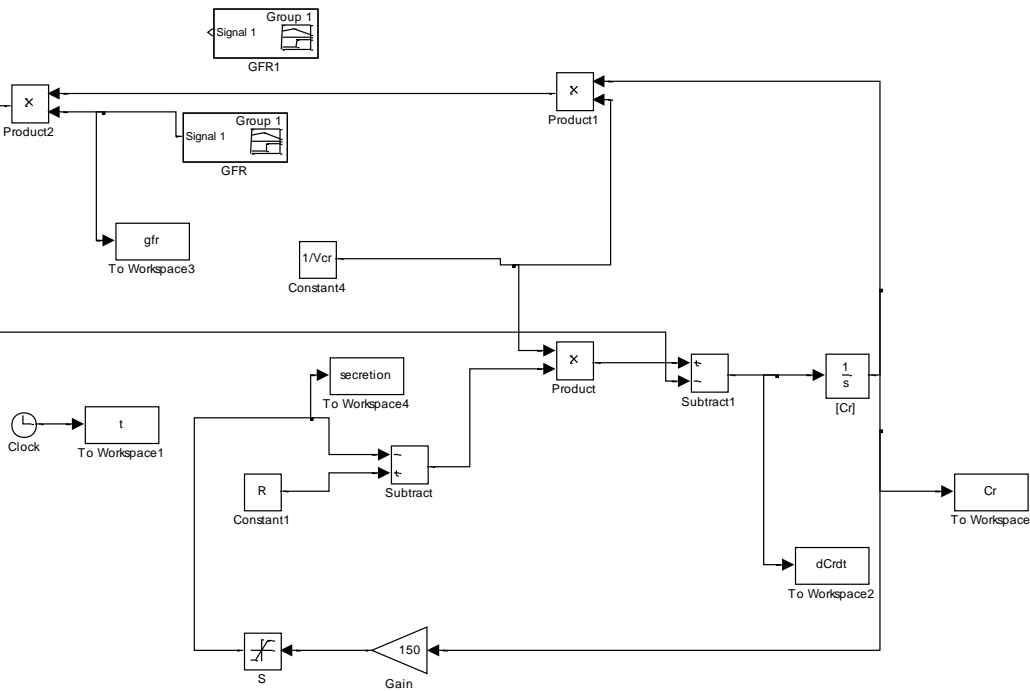 Group 1
Signal 1
GFR1
X
Product2
X
Product1
Group 1
Signal 1
GFR
gfr
To Workspace3
1/Vcr
Constant4
X
Product
+
−
Subtract1
1
s
[Cr]
secretion
To Workspace4
Clock
t
To Workspace1
−
+
Subtract
R
Constant1
Cr
To Workspace
dCrdt
To Workspace2
S
150
Gain